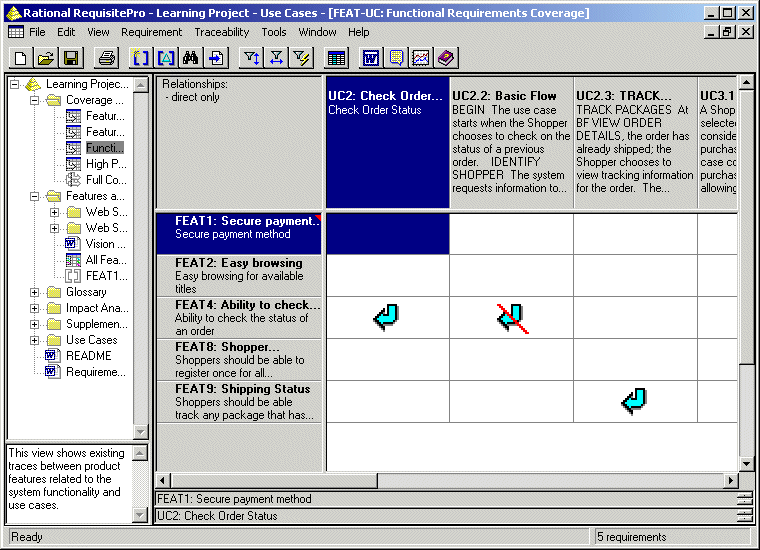 Rational RequisitePro - Learning Project - Use Cases - [FEAT-UC: Functional Requirements Coverage]
File Edit View Requirement Traceability Tools Window Help
Learning Projec...
Coverage ...
Featur...
Featur...
Functi...
High P...
Full Co...
Features a...
Web S...
Web S...
Vision ...
All Fea...
FEAT1...
Glossary
Impact Ana...
Supplemen...
Use Cases
README
Requireme...
This view shows existing
traces between product
features related to the
system functionality and
use cases.
Relationships:
- direct only
UC2: Check Order...
Check Order Status
UC2.2: Basic Flow
BEGIN The use case
starts when the Shopper
chooses to check on the
status of a previous
order. IDENTIFY
SHOPPER The system
requests information to...
UC2.3: TRACK...
TRACK PACKAGES At
BF VIEW ORDER
DETAILS, the order has
already shipped; the
Shopper chooses to
view tracking information
for the order. The...
UC3.1
A Shop
selected
conside
purchas
case co
purchas
allowing
FEAT1: Secure payment...
Secure payment method
FEAT2: Easy browsing
Easy browsing for available
titles
FEAT4: Ability to check...
Ability to check the status of
an order
FEAT8: Shopper...
Shoppers should be able to
register once for all...
FEAT9: Shipping Status
Shoppers should be able
track any package that has...
FEAT1: Secure payment method
UC2: Check Order Status
Ready
5 requirements